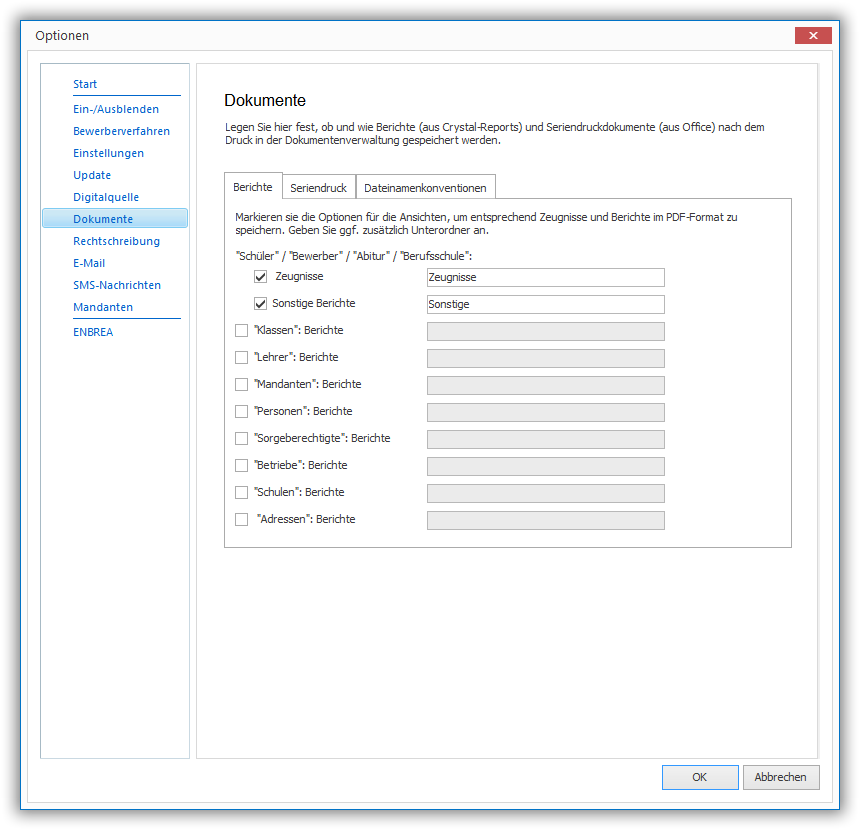 Optionen
Start
Ein-/Ausblenden
Bewerberverfahren
Einstellungen
Update
Digitalquelle
Dokumente
Rechtschreibung
E-Mail
SMS-Nachrichten
Mandanten
ENBREA
Dokumente
Legen Sie hier fest, ob und wie Berichte (aus Crystal-Reports) und Seriendruckdokumente (aus Office) nach dem
Druck in der Dokumentenverwaltung gespeichert werden.
Berichte Seriendruck Dateinamenkonventionen
Markieren sie die Optionen für die Ansichten, um entsprechend Zeugnisse und Berichte im PDF-Format zu
speichern. Geben Sie ggf. zusätzlich Unterordner an.
"Schüler" / "Bewerber" / "Abitur" / "Berufsschule":
Zeugnisse Zeugnisse
Sonstige Berichte Sonstige
"Klassen": Berichte
"Lehrer": Berichte
"Mandanten": Berichte
"Personen": Berichte
"Sorgeberechtigte": Berichte
"Betriebe": Berichte
"Schulen": Berichte
"Adressen": Berichte
OK Abbrechen